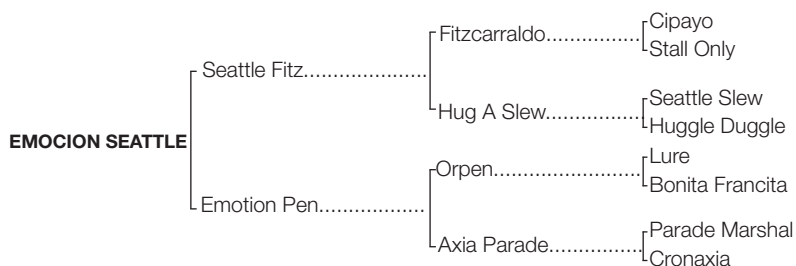 Cipayo
Fitzcarraldo................
Stall Only
Seattle Fitz......................
Seattle Slew
Hug A Slew.................
Huggle Duggle
EMOCION SEATTLE
Lure
Orpen..........................
Bonita Francita
Emotion Pen...................
Parade Marshal
Axia Parade................
Cronaxia